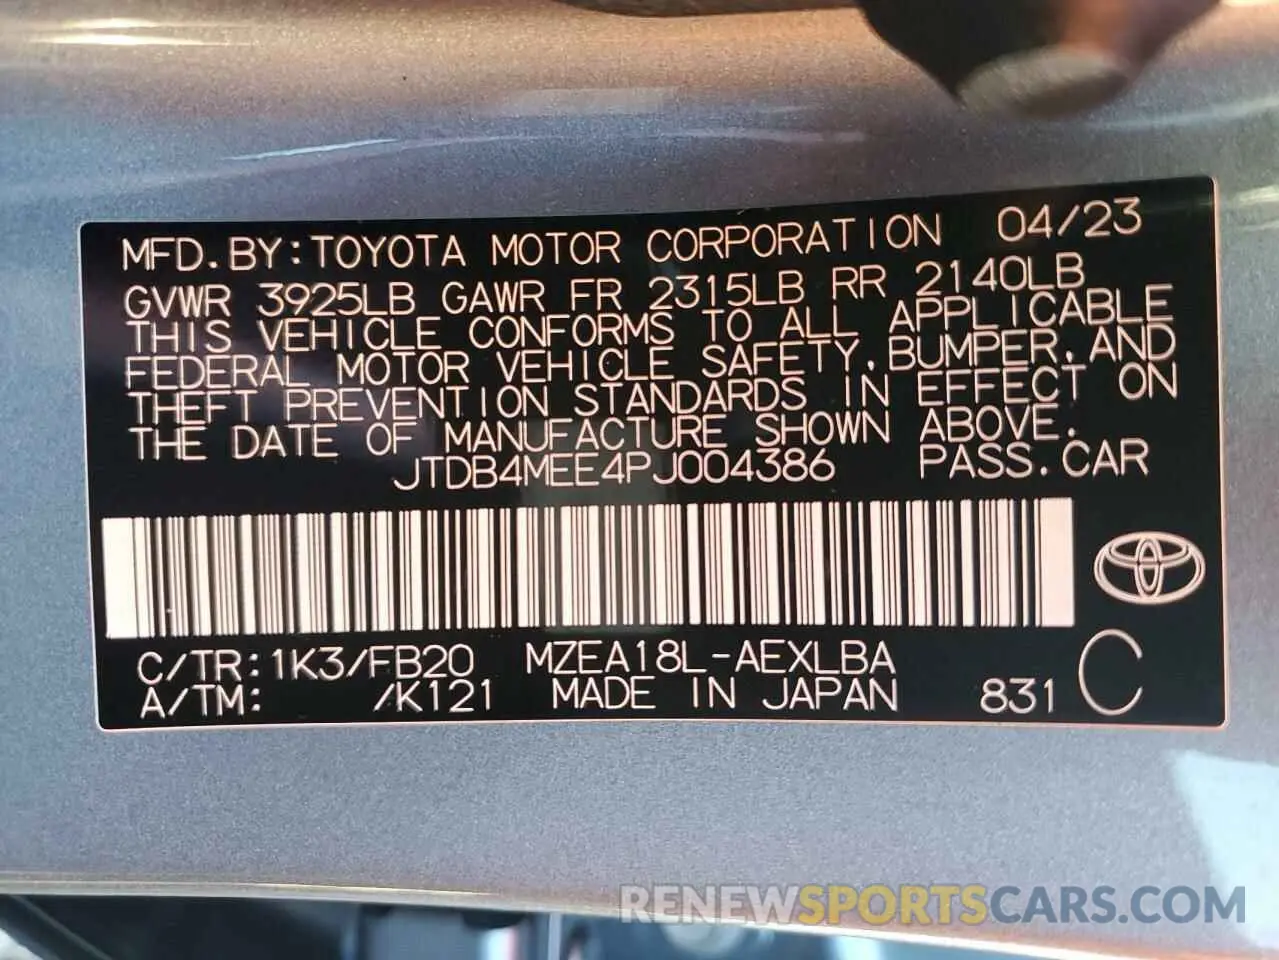 MFD.BY:TOYOTA MOTOR CORPORATION 04/23
GVWR 3925LB GAWR FR 2315LB RR 2140LB
THIS VEHICLE CONFORMS TO ALL APPLICABLE
FEDERAL MOTOR VEHICLE SAFETY,BUMPER,AND
THEFT PREVENTION STANDARDS IN EFFECT ON
THE DATE OF MANUFACTURE SHOWN ABOVE.
JTDB4MEE4PJ004386 PASS.CAR
C/TR:1K3/FB20 MZEA18L-AEXLBA
A/TM: /K121 MADE IN JAPAN 831 C
RENEWSPORTSCARS.COM